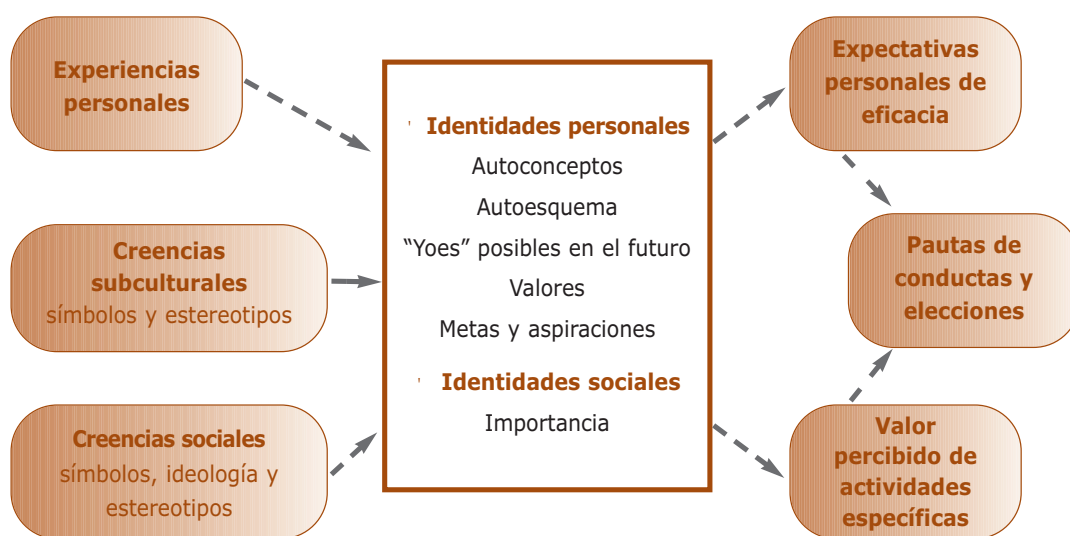 Experiencias
personales
Creencias
subculturales
símbolos y estereotipos
Creencias sociales
símbolos, ideología y
estereotipos
' Identidades personales
Autoconceptos
Autoesquema
“Yoes” posibles en el futuro
Valores
Metas y aspiraciones
' Identidades sociales
Importancia
Expectativas
personales de
eficacia
Pautas de
conductas y
elecciones
Valor
percibido de
actividades
específicas